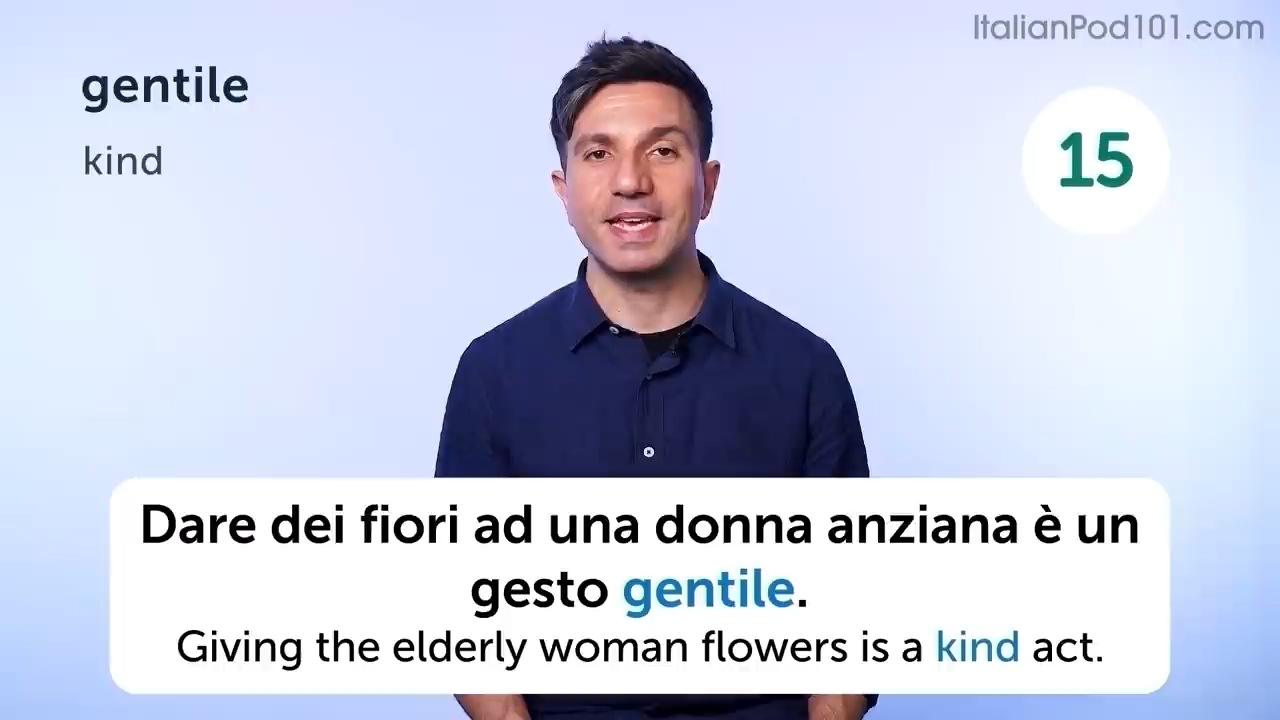 ItalianPod101.com
gentile
kind
15
Dare dei fiori ad una donna anziana è un
gesto gentile.
Giving the elderly woman flowers is a kind act.